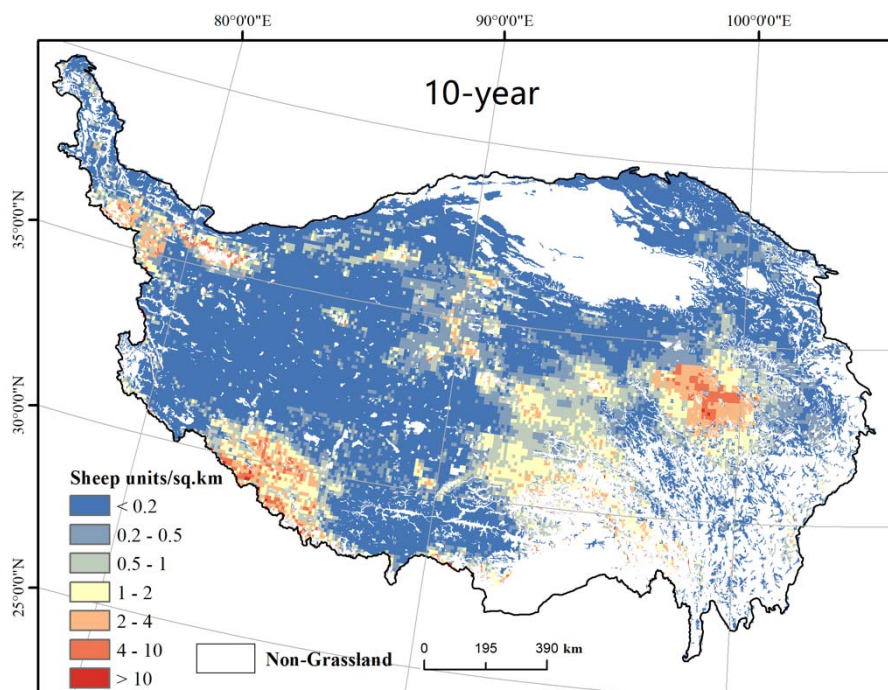 80°0'0"E 90°0'0"E 100°0'0"E
10-year
35°0'0"N
30°0'0"N
25°0'0"N
Sheep units/sq.km
< 0.2
0.2 - 0.5
0.5 - 1
1 - 2
2 - 4
4 - 10
> 10
Non-Grassland
0 195 390 km